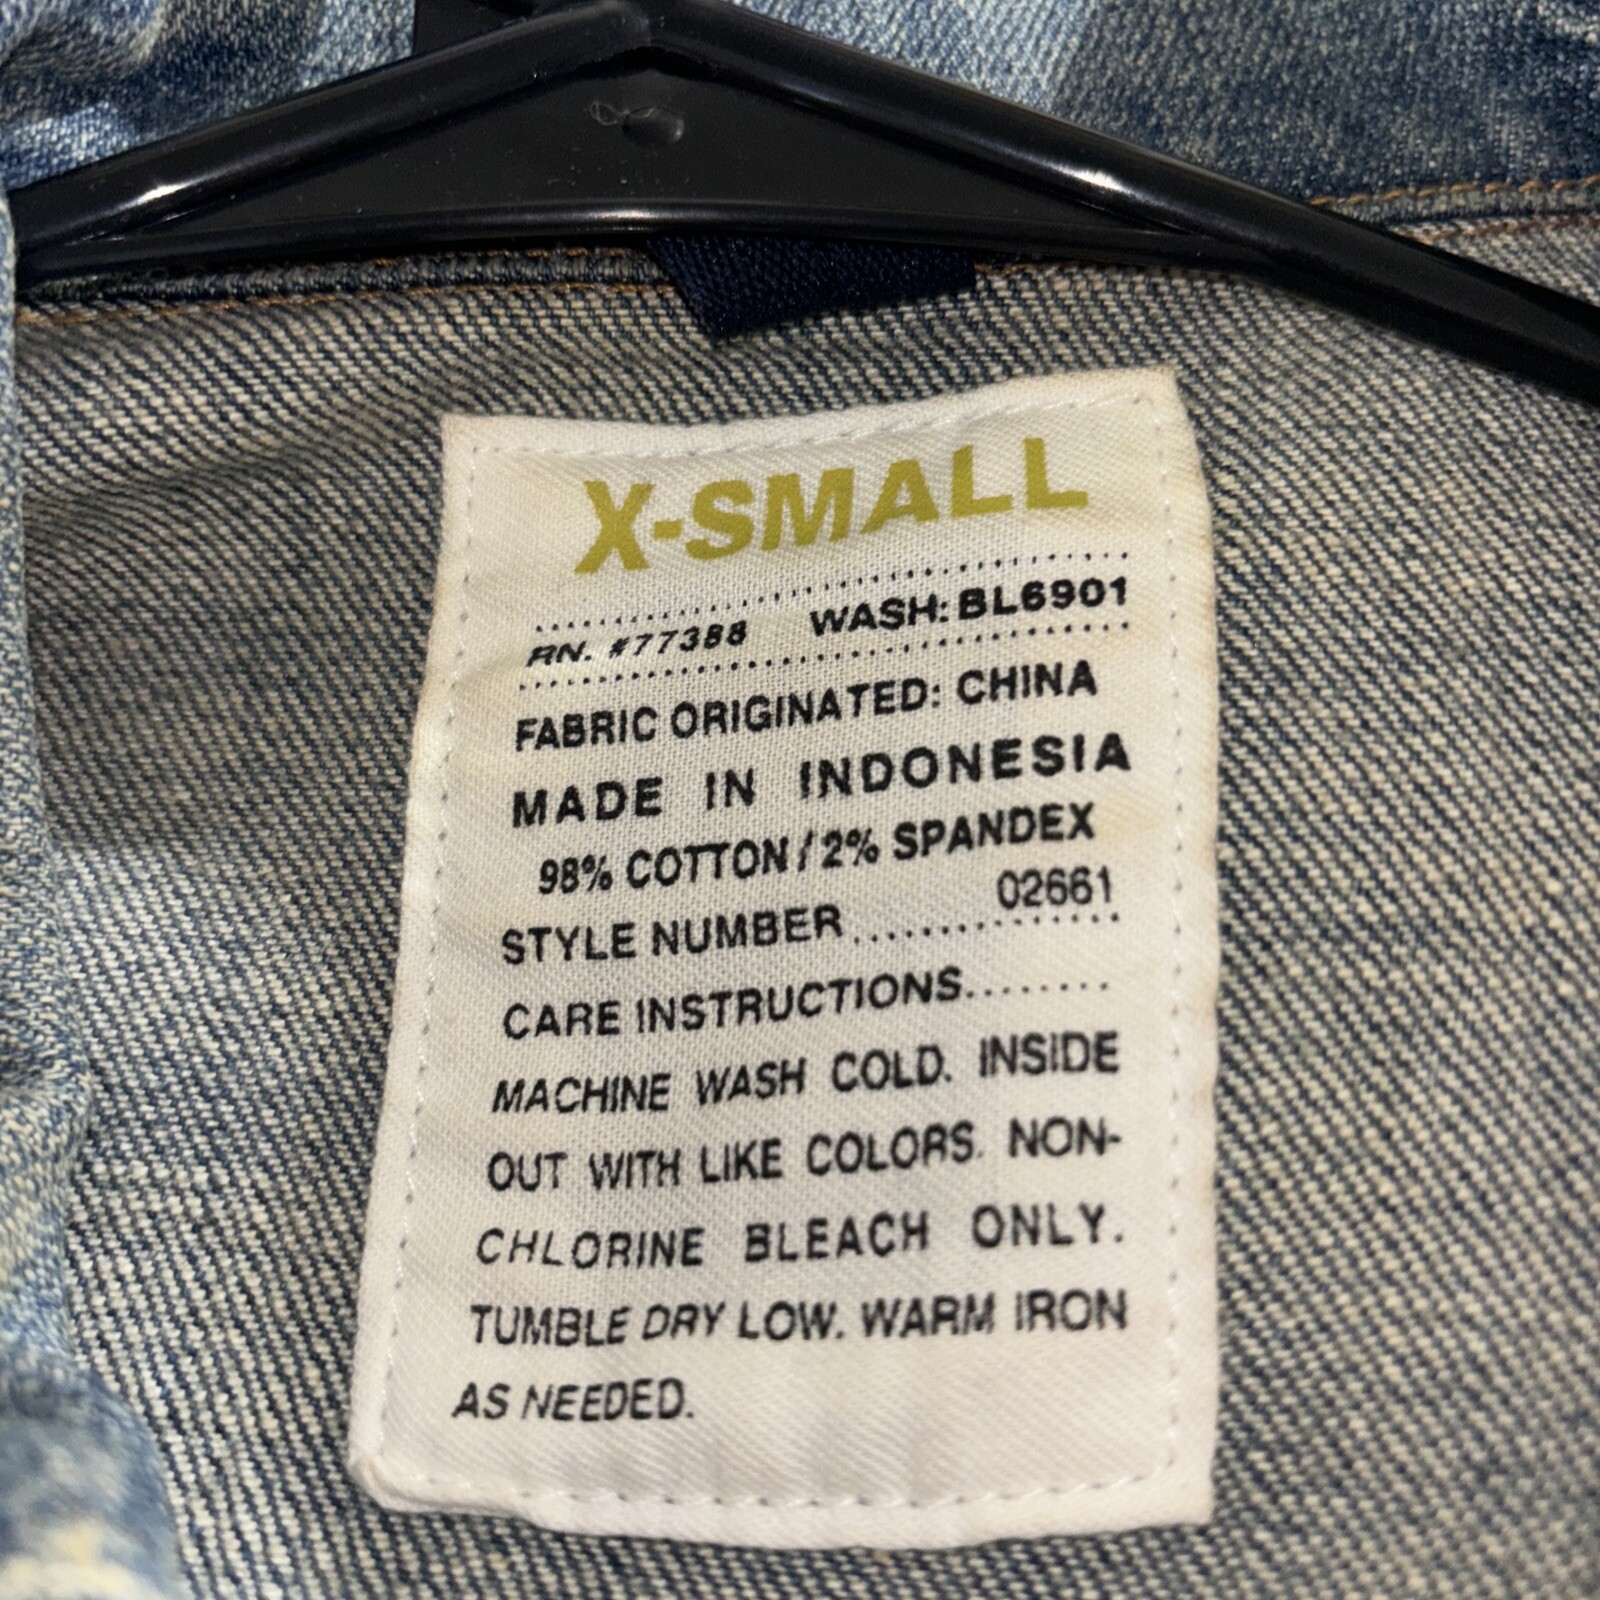 X-SMALL
RN. #77388 WASH: BL6901
FABRIC ORIGINATED: CHINA
MADE IN INDONESIA
98% COTTON / 2% SPANDEX
STYLE NUMBER.............. 02661
CARE INSTRUCTIONS........
MACHINE WASH COLD. INSIDE
OUT WITH LIKE COLORS. NON-
CHLORINE BLEACH ONLY.
TUMBLE DRY LOW. WARM IRON
AS NEEDED.